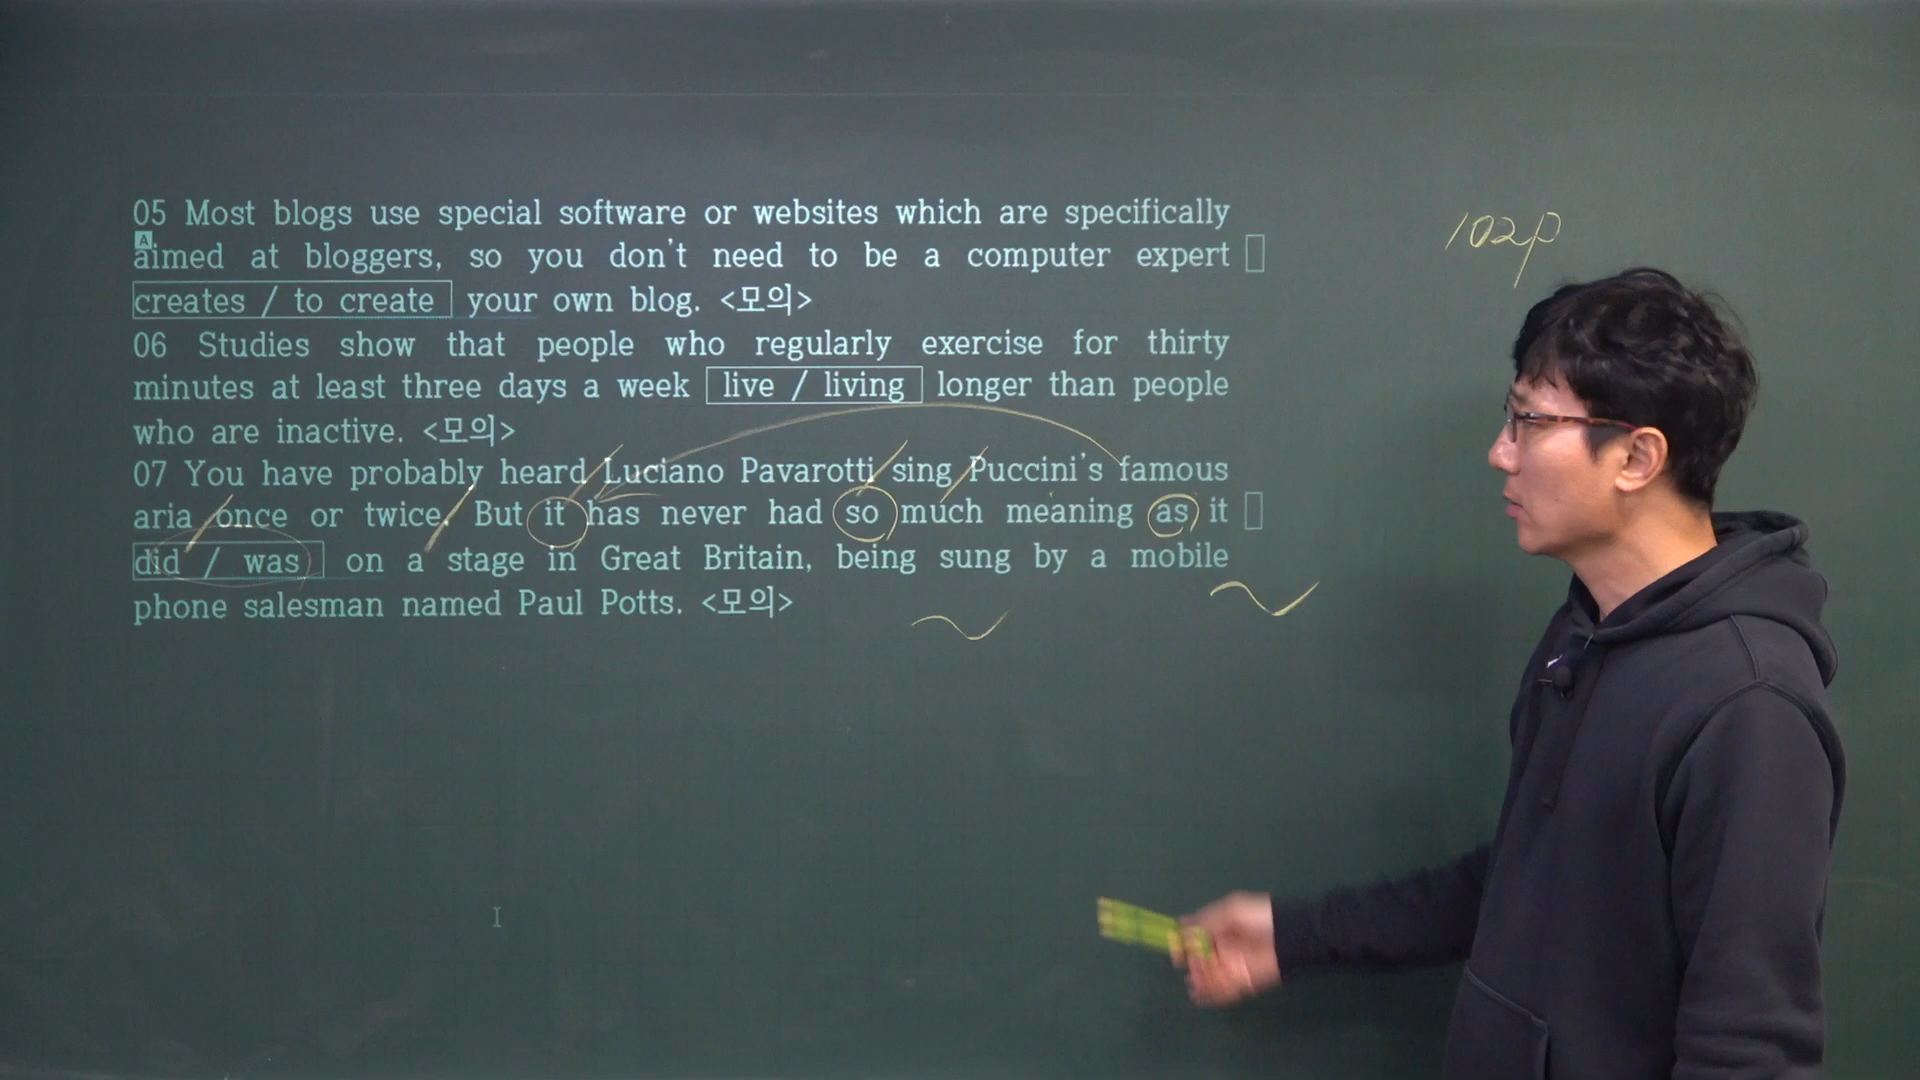 05 Most blogs use special software or websites which are specifically
A
aimed at bloggers, so you don't need to be a computer expert
creates / to create your own blog. <모의>
06 Studies show that people who regularly exercise for thirty
minutes at least three days a week live / living longer than people
who are inactive. <모의>
07 You have probably heard Luciano Pavarotti sing Puccini's famous
aria once or twice. But it has never had so much meaning as it
did / was on a stage in Great Britain, being sung by a mobile
phone salesman named Paul Potts. <모의>
102p